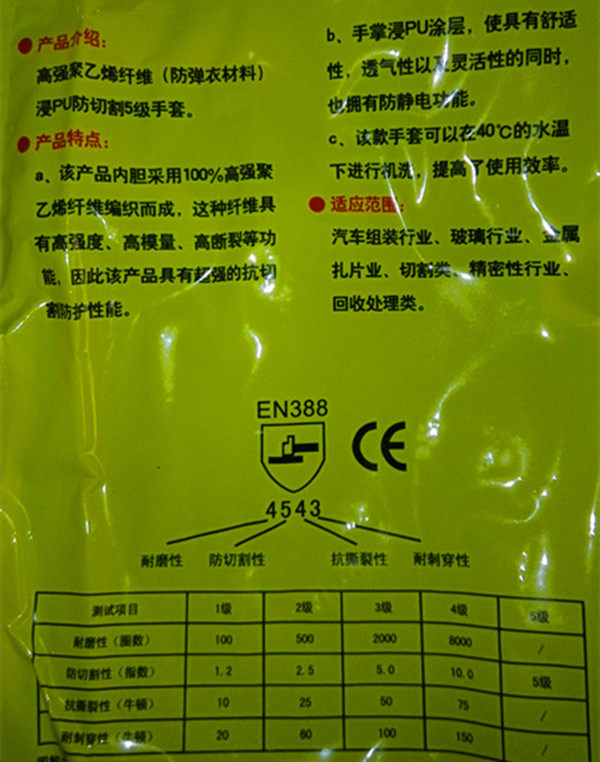 ●产品介绍:
高强聚乙烯纤维（防弹衣材料）
浸PU防切割5级手套。
●产品特点:
a、该产品内胆采用100%高强聚
乙烯纤维编织而成，这种纤维具
有高强度、高模量、高断裂等功
能，因此该产品具有超强的抗切
割防护性能。
b、手掌浸PU涂层，使具有舒适
性，透气性以及灵活性的同时，
也拥有防静电功能。
c、该款手套可以在40℃的水温
下进行机洗，提高了使用效率。
●适应范围:
汽车组装行业、玻璃行业、金属
扎片业、切割类、精密性行业、
回收处理类。
EN388
CE
4543
耐磨性 防切割性 抗撕裂性 耐刺穿性
测试项目 1级 2级 3级 4级 5级
耐磨性（圈数） 100 500 2000 8000 /
防切割性（指数） 1.2 2.5 5.0 10.0 5级
抗撕裂性（牛顿） 10 25 50 75 /
耐刺穿性（牛顿） 20 60 100 150 /